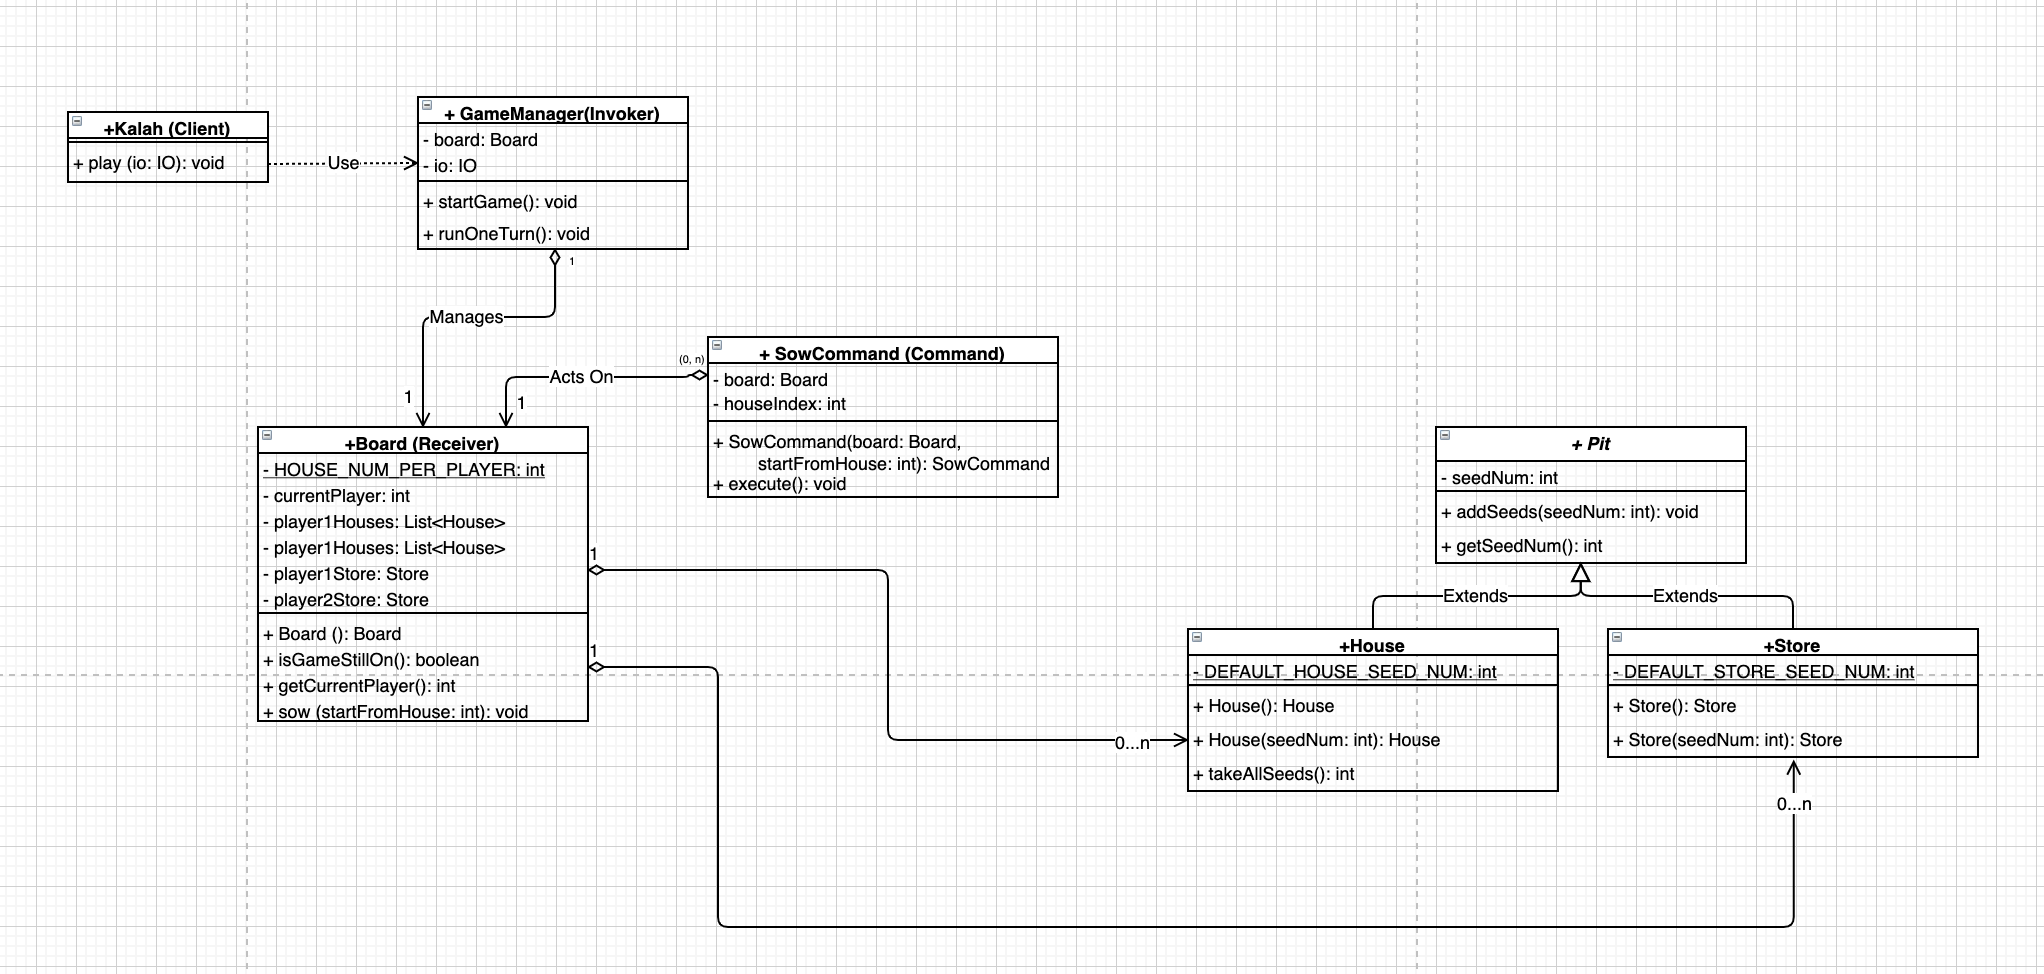 +Kalah (Client)
+ play (io: IO): void
Use
+ GameManager(Invoker)
- board: Board
- io: IO
+ startGame(): void
+ runOneTurn(): void
1
Manages
1
Acts On
(0, n)
1
+ SowCommand (Command)
- board: Board
- houseIndex: int
+ SowCommand(board: Board,
startFromHouse: int): SowCommand
+ execute(): void
+Board (Receiver)
- HOUSE_NUM_PER_PLAYER: int
- currentPlayer: int
- player1Houses: List<House>
- player1Houses: List<House>
- player1Store: Store
- player2Store: Store
+ Board (): Board
+ isGameStillOn(): boolean
+ getCurrentPlayer(): int
+ sow (startFromHouse: int): void
1
1
0...n
+ Pit
- seedNum: int
+ addSeeds(seedNum: int): void
+ getSeedNum(): int
Extends
Extends
+House
- DEFAULT_HOUSE_SEED_NUM: int
+ House(): House
+ House(seedNum: int): House
+ takeAllSeeds(): int
+Store
- DEFAULT_STORE_SEED_NUM: int
+ Store(): Store
+ Store(seedNum: int): Store
0...n